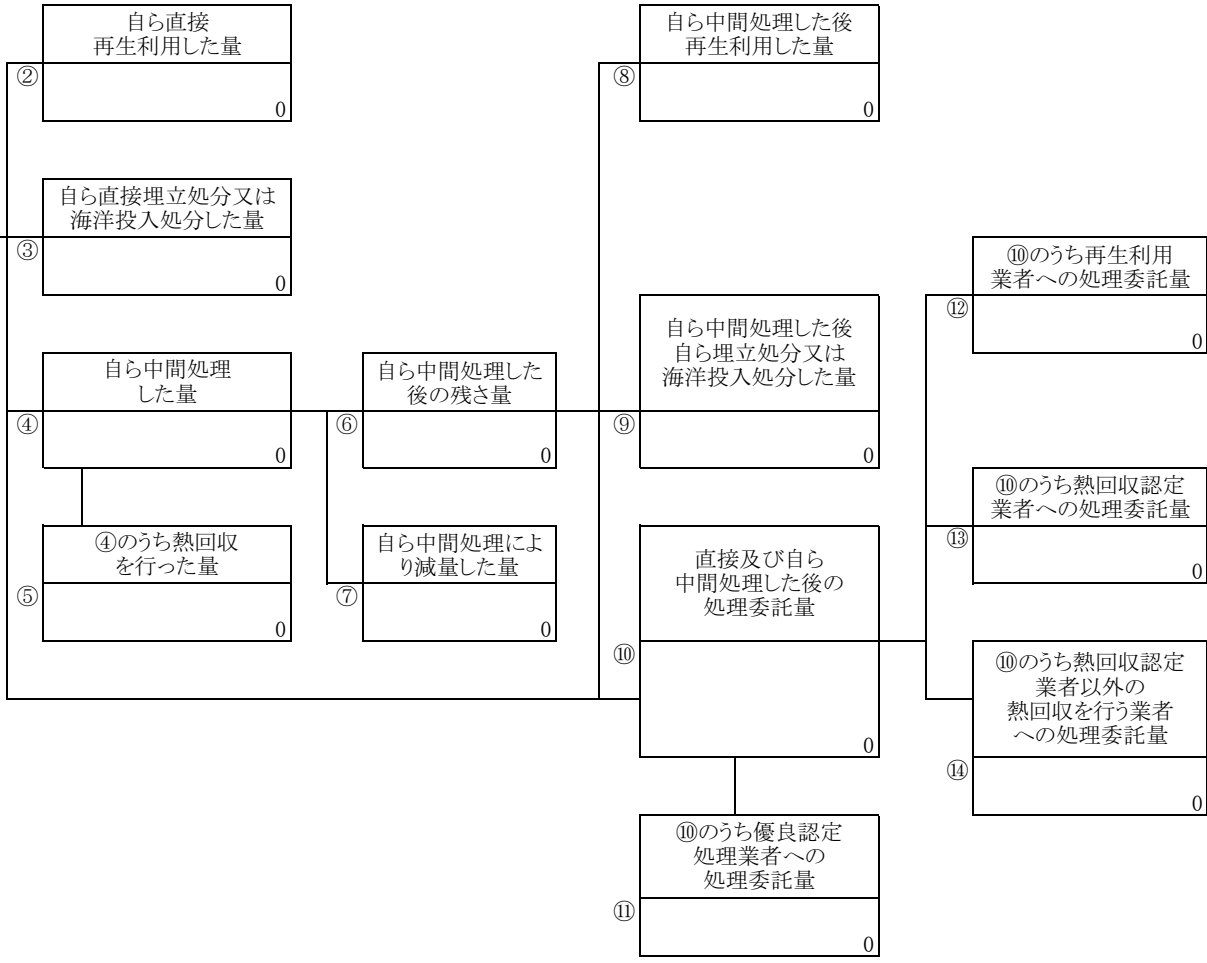 自ら直接
再生利用した量
②
0
自ら直接埋立処分又は
海洋投入処分した量
③
0
自ら中間処理
した量
④
0
④のうち熱回収
を行った量
⑤
0
自ら中間処理した
後の残さ量
⑥
0
自ら中間処理によ
り減量した量
⑦
0
自ら中間処理した後
再生利用した量
⑧
0
自ら中間処理した後
自ら埋立処分又は
海洋投入処分した量
⑨
0
直接及び自ら
中間処理した後の
処理委託量
⑩
0
⑩のうち優良認定
処理業者への
処理委託量
⑪
0
⑩のうち再生利用
業者への処理委託量
⑫
0
⑩のうち熱回収認定
業者への処理委託量
⑬
0
⑩のうち熱回収認定
業者以外の
熱回収を行う業者
への処理委託量
⑭
0